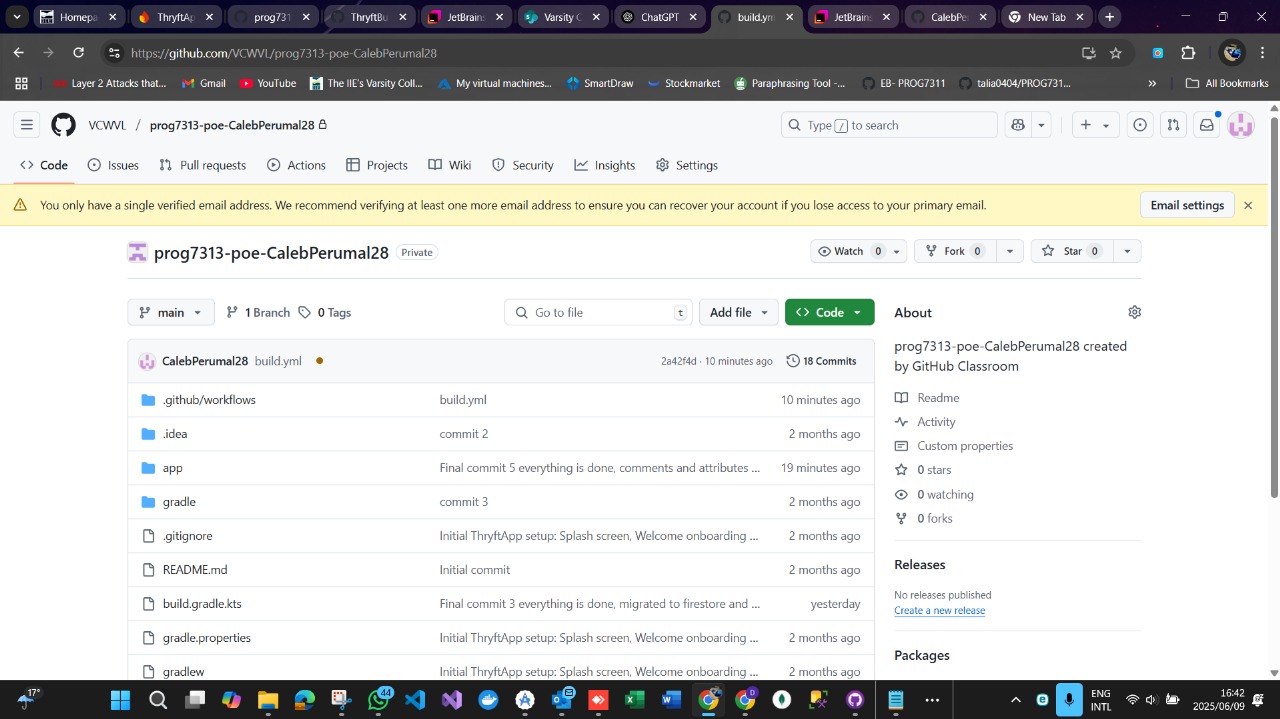 Homepa
ThryftAp
prog731
ThryftBu
JetBrain
Varsity C
ChatGPT
build.ym
JetBrain
CalebPe
New Tab
https://github.com/VCWVL/prog7313-poe-CalebPerumal28
Layer 2 Attacks that...
Gmail
YouTube
The IIE's Varsity Coll...
My virtual machines...
SmartDraw
Stockmarket
Paraphrasing Tool -...
EB- PROG7311
talia0404/PROG731...
»
All Bookmarks
VCWVL / prog7313-poe-CalebPerumal28
Type / to search
Code
Issues
Pull requests
Actions
Projects
Wiki
Security
Insights
Settings
You only have a single verified email address. We recommend verifying at least one more email address to ensure you can recover your account if you lose access to your primary email.
Email settings
prog7313-poe-CalebPerumal28 Private
Watch 0
Fork 0
Star 0
main
1 Branch
0 Tags
Go to file t
Add file
Code
CalebPerumal28 build.yml
2a42f4d · 10 minutes ago
18 Commits
.github/workflows build.yml 10 minutes ago
.idea commit 2 2 months ago
app Final commit 5 everything is done, comments and attributes ... 19 minutes ago
gradle commit 3 2 months ago
.gitignore Initial ThryftApp setup: Splash screen, Welcome onboarding ... 2 months ago
README.md Initial commit 2 months ago
build.gradle.kts Final commit 3 everything is done, migrated to firestore and ... yesterday
gradle.properties Initial ThryftApp setup: Splash screen, Welcome onboarding ... 2 months ago
gradlew Initial ThryftApp setup: Splash screen, Welcome onboarding ... 2 months ago
About
prog7313-poe-CalebPerumal28 created
by GitHub Classroom
Readme
Activity
Custom properties
0 stars
0 watching
0 forks
Releases
No releases published
Create a new release
Packages
17°
44
ENG
INTL
16:42
2025/06/09